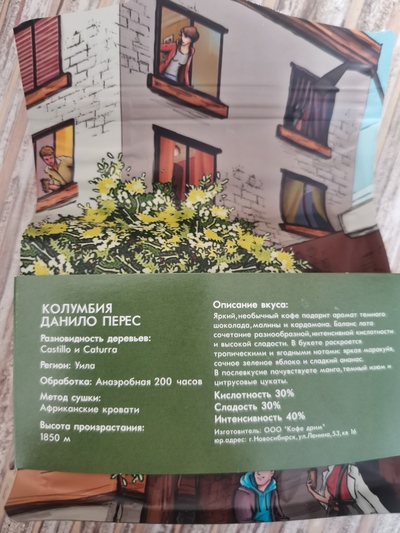 КОЛУМБИЯ
ДАНИЛО ПЕРЕС
Разновидность деревьев:
Castillo и Caturra
Регион: Уила
Обработка: Анаэробная 200 часов
Метод сушки:
Африканские кровати
Высота произрастания:
1850 м
Описание вкуса:
Яркий,необычный кофе подарит аромат темного
шоколада,малины и кардамона. Баланс лота
сочетание разнообразной,интенсивной кислотности
и высокой сладости. В букете раскроется
тропическими и ягодными нотами: яркая маракуйя,
сочное зеленое яблоко и сладкий ананас.
В послевкусие почувствуете манго,темный изюм и
цитрусовые цукаты.
Кислотность 30%
Сладость 30%
Интенсивность 40%
Изготовитель: ООО "Кофе дрим"
юр.адрес: г.Новосибирск,ул.Ленина,53,кв 16